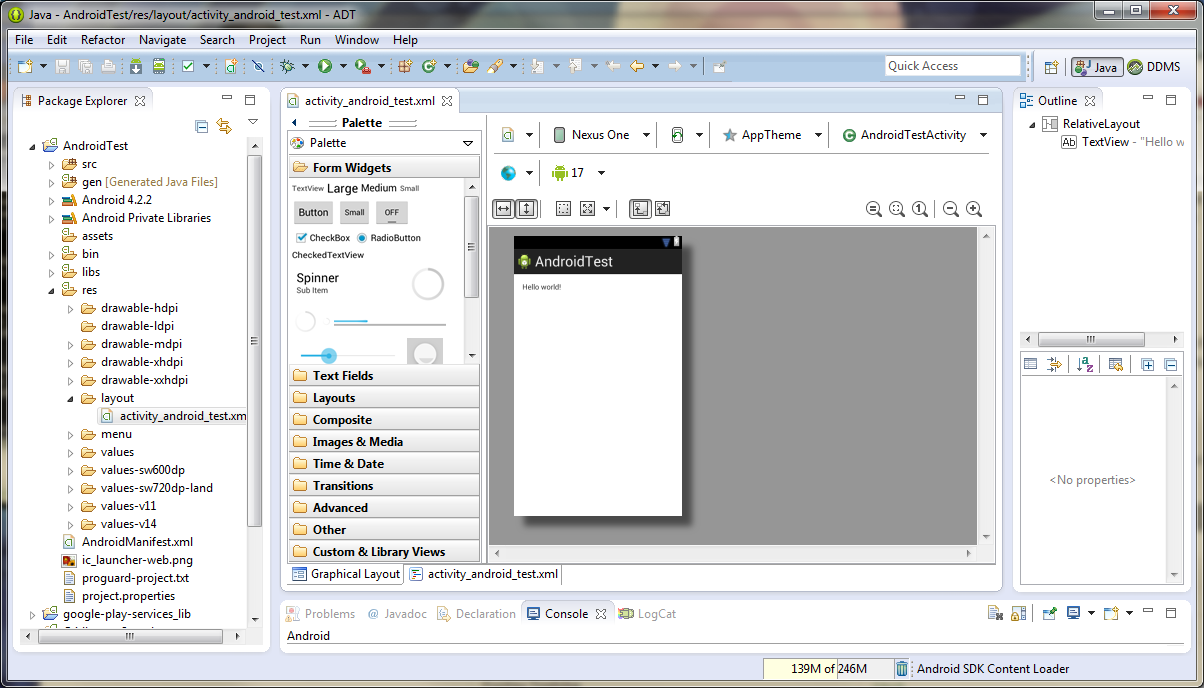 Java - AndroidTest/res/layout/activity_android_test.xml - ADT
File Edit Refactor Navigate Search Project Run Window Help
Quick Access
Java
DDMS
Package Explorer
AndroidTest
src
gen [Generated Java Files]
Android 4.2.2
Android Private Libraries
assets
bin
libs
res
drawable-hdpi
drawable-ldpi
drawable-mdpi
drawable-xhdpi
drawable-xxhdpi
layout
activity_android_test.xm
menu
values
values-sw600dp
values-sw720dp-land
values-v11
values-v14
AndroidManifest.xml
ic_launcher-web.png
proguard-project.txt
project.properties
google-play-services_lib
activity_android_test.xml
Palette
Palette
Form Widgets
TextView Large Medium Small
Button Small OFF
CheckBox RadioButton
CheckedTextView
Spinner
Sub Item
Text Fields
Layouts
Composite
Images & Media
Time & Date
Transitions
Advanced
Other
Custom & Library Views
Nexus One AppTheme AndroidTestActivity
17
AndroidTest
Hello world!
Graphical Layout activity_android_test.xml
Outline
RelativeLayout
Ab TextView - "Hello w
<No properties>
Problems @ Javadoc Declaration Console LogCat
Android
139M of 246M Android SDK Content Loader